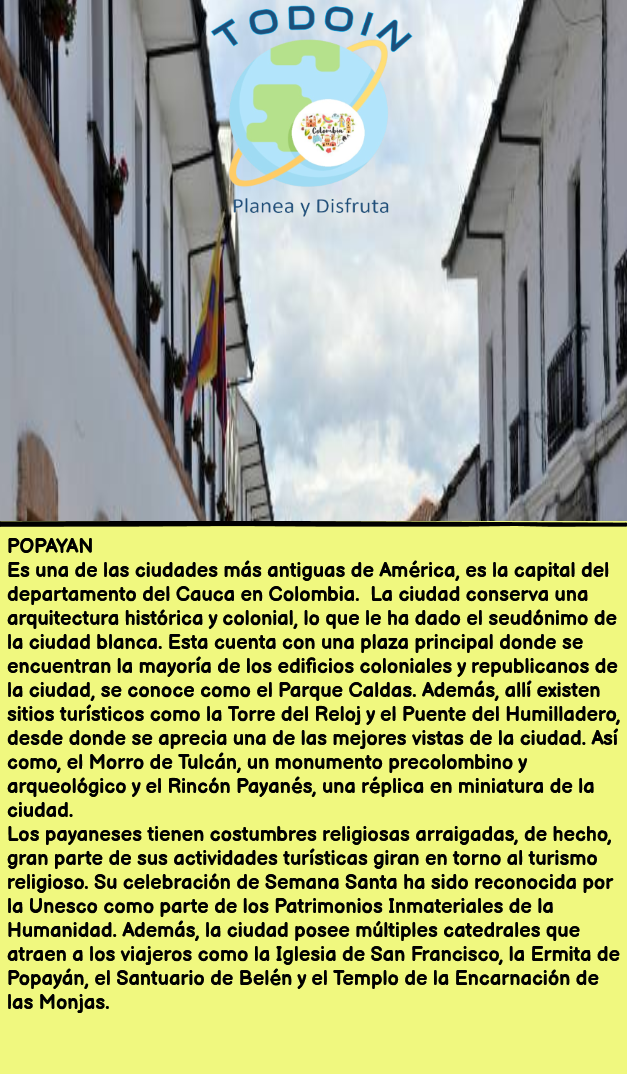 TODOIN
Colombia
Planea y Disfruta
POPAYAN
Es una de las ciudades más antiguas de América, es la capital del
departamento del Cauca en Colombia.  La ciudad conserva una
arquitectura histórica y colonial, lo que le ha dado el seudónimo de
la ciudad blanca. Esta cuenta con una plaza principal donde se
encuentran la mayoría de los edificios coloniales y republicanos de
la ciudad, se conoce como el Parque Caldas. Además, allí existen
sitios turísticos como la Torre del Reloj y el Puente del Humilladero,
desde donde se aprecia una de las mejores vistas de la ciudad. Así
como, el Morro de Tulcán, un monumento precolombino y
arqueológico y el Rincón Payanés, una réplica en miniatura de la
ciudad.
Los payaneses tienen costumbres religiosas arraigadas, de hecho,
gran parte de sus actividades turísticas giran en torno al turismo
religioso. Su celebración de Semana Santa ha sido reconocida por
la Unesco como parte de los Patrimonios Inmateriales de la
Humanidad. Además, la ciudad posee múltiples catedrales que
atraen a los viajeros como la Iglesia de San Francisco, la Ermita de
Popayán, el Santuario de Belén y el Templo de la Encarnación de
las Monjas.